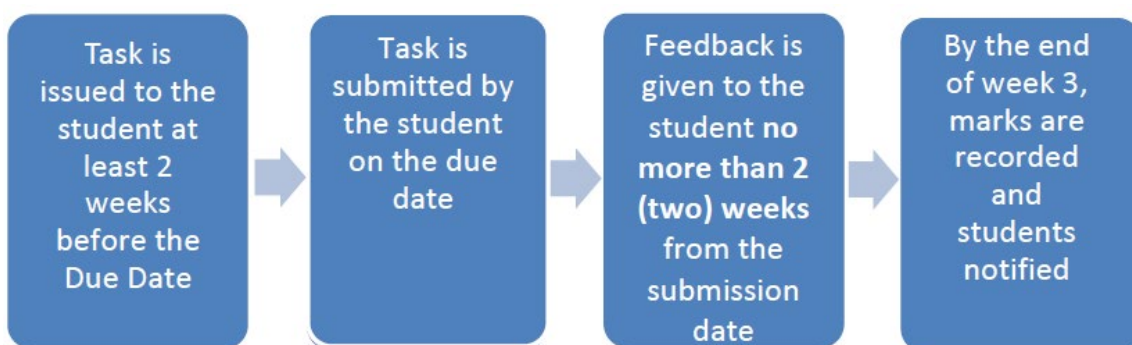 Task is
issued to the
student at
least 2
weeks
before the
Due Date
Task is
submitted by
the student
on the due
date
Feedback is
given to the
student no
more than 2
(two) weeks
from the
submission
date
By the end
of week 3,
marks are
recorded
and
students
notified